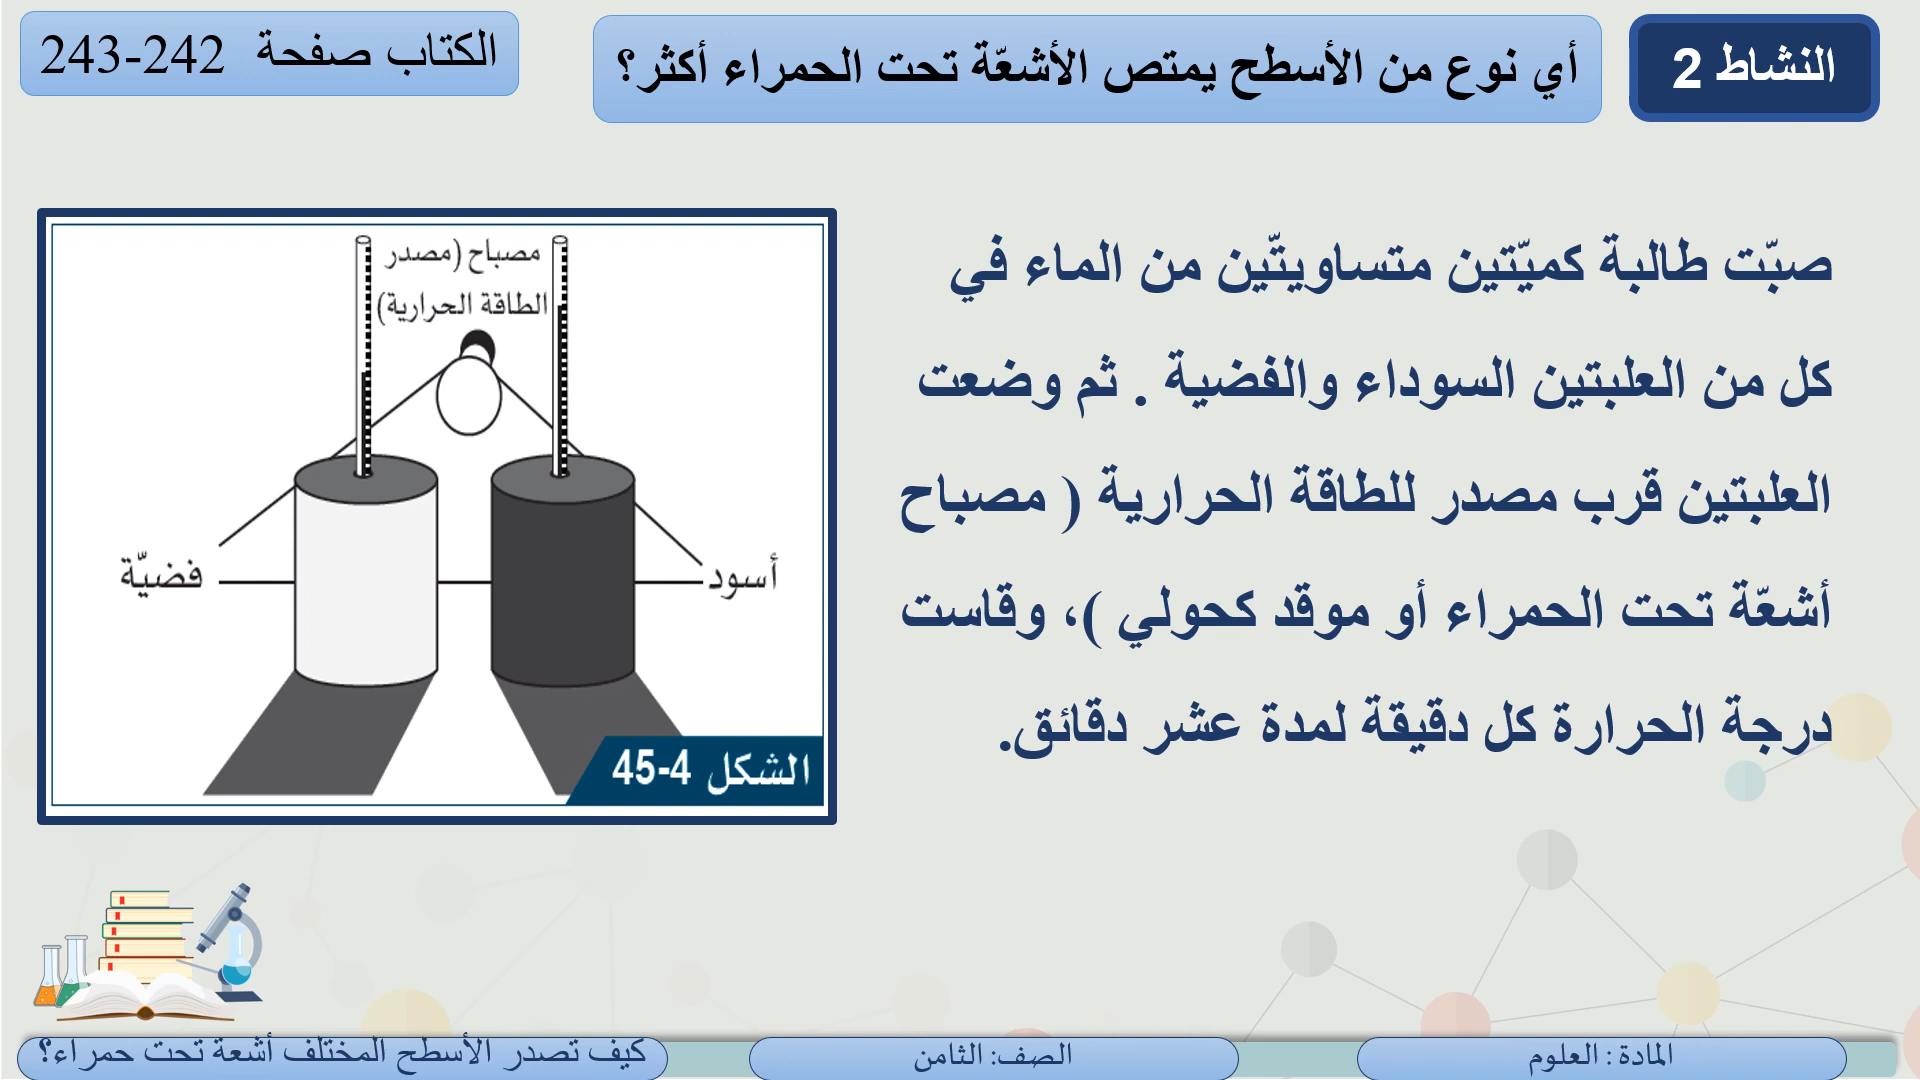 النشاط 2
أي نوع من الأسطح يمتص الأشعّة تحت الحمراء أكثر؟
الكتاب صفحة 242-243
صبّت طالبة كميّتين متساويتّين من الماء في
كل من العلبتين السوداء والفضية . ثم وضعت
العلبتين قرب مصدر للطاقة الحرارية ( مصباح
أشعّة تحت الحمراء أو موقد كحولي )، وقاست
درجة الحرارة كل دقيقة لمدة عشر دقائق.
مصباح (مصدر
الطاقة الحرارية)
أسود
فضيّة
الشكل 4-45
المادة : العلوم
الصف: الثامن
كيف تصدر الأسطح المختلف أشعة تحت حمراء؟